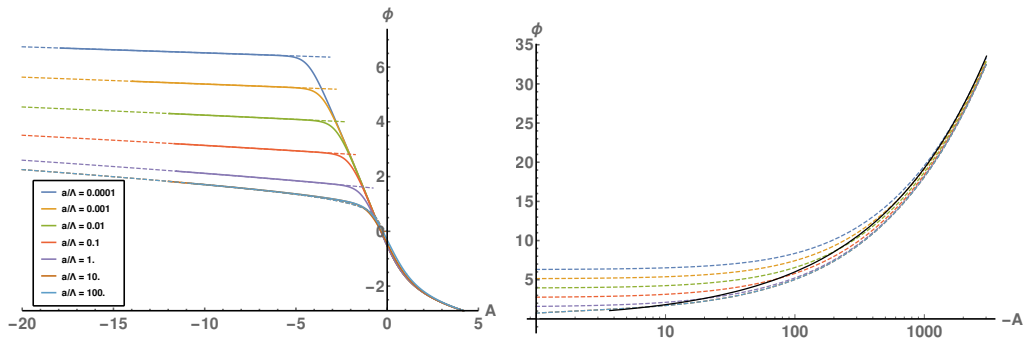 ϕ
6
4
2
0
−2
−20 −15 −10 −5 0 5 A
a/Λ = 0.0001
a/Λ = 0.001
a/Λ = 0.01
a/Λ = 0.1
a/Λ = 1.
a/Λ = 10.
a/Λ = 100.
ϕ
35
30
25
20
15
10
5
10 100 1000 −A